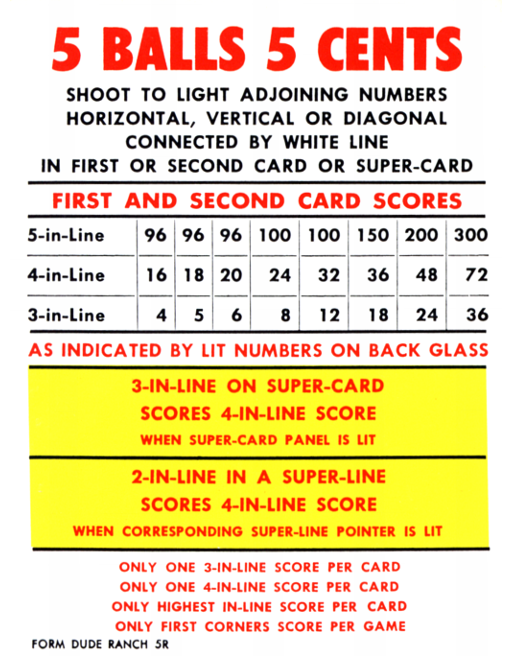 5 BALLS 5 CENTS
SHOOT TO LIGHT ADJOINING NUMBERS
HORIZONTAL, VERTICAL OR DIAGONAL
CONNECTED BY WHITE LINE
IN FIRST OR SECOND CARD OR SUPER-CARD
FIRST AND SECOND CARD SCORES
5-in-Line 96 96 96 100 100 150 200 300
4-in-Line 16 18 20 24 32 36 48 72
3-in-Line 4 5 6 8 12 18 24 36
AS INDICATED BY LIT NUMBERS ON BACK GLASS
3-IN-LINE ON SUPER-CARD
SCORES 4-IN-LINE SCORE
WHEN SUPER-CARD PANEL IS LIT
2-IN-LINE IN A SUPER-LINE
SCORES 4-IN-LINE SCORE
WHEN CORRESPONDING SUPER-LINE POINTER IS LIT
ONLY ONE 3-IN-LINE SCORE PER CARD
ONLY ONE 4-IN-LINE SCORE PER CARD
ONLY HIGHEST IN-LINE SCORE PER CARD
ONLY FIRST CORNERS SCORE PER GAME
FORM DUDE RANCH 5R